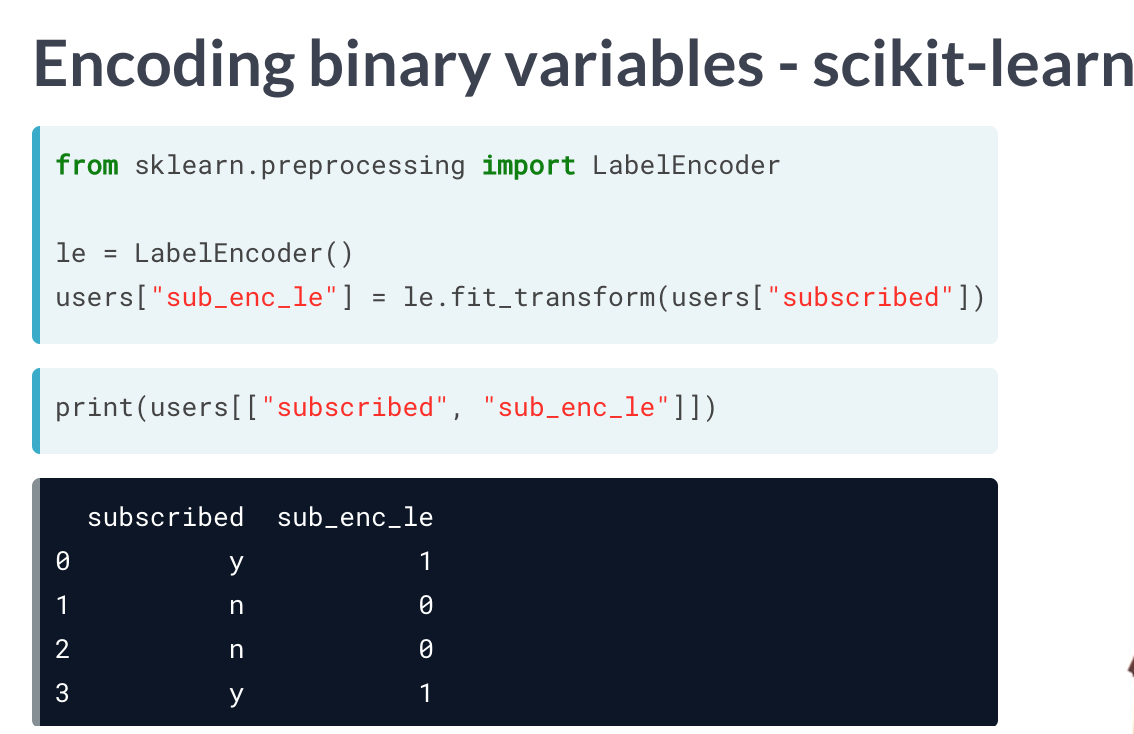 Encoding binary variables - scikit-learn
from sklearn.preprocessing import LabelEncoder
le = LabelEncoder()
users["sub_enc_le"] = le.fit_transform(users["subscribed"])
print(users[["subscribed", "sub_enc_le"]])
subscribed sub_enc_le
0 y 1
1 n 0
2 n 0
3 y 1